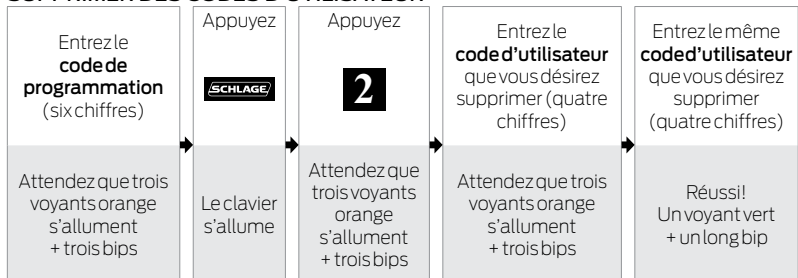 SUPPRIMER DES CODES D'UTILISATEUR
Entrez le
code de
programmation
(six chiffres)
Attendez que trois
voyants orange
s'allument
+ trois bips
Appuyez
SCHLAGE
Le clavier
s'allume
Appuyez
2
Attendez que
trois voyants
orange
s'allument
+ trois bips
Entrez le
code d'utilisateur
que vous désirez
supprimer (quatre
chiffres)
Attendez que trois
voyants orange
s'allument
+ trois bips
Entrez le même
code d'utilisateur
que vous désirez
supprimer
(quatre chiffres)
Réussi!
Un voyant vert
+ un long bip